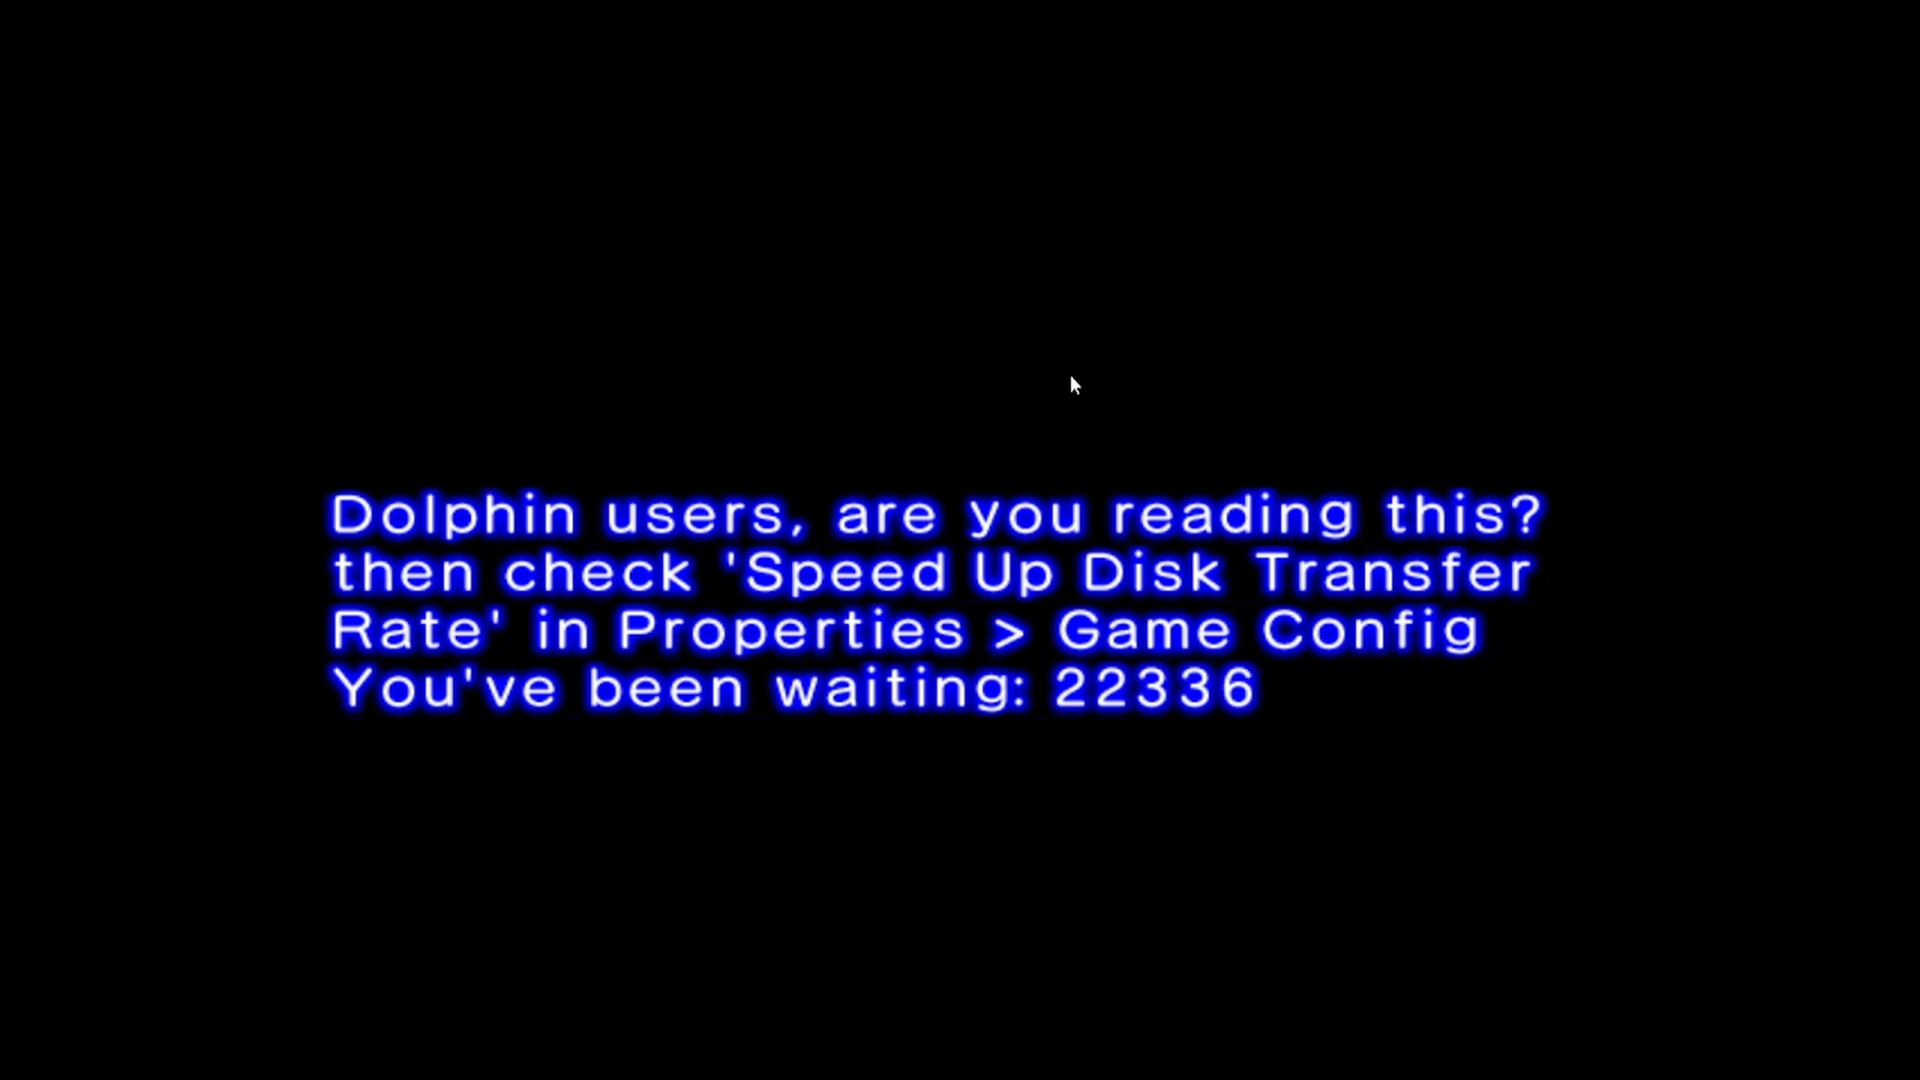 Dolphin users, are you reading this?
then check 'Speed Up Disk Transfer
Rate' in Properties > Game Config
You've been waiting: 22336